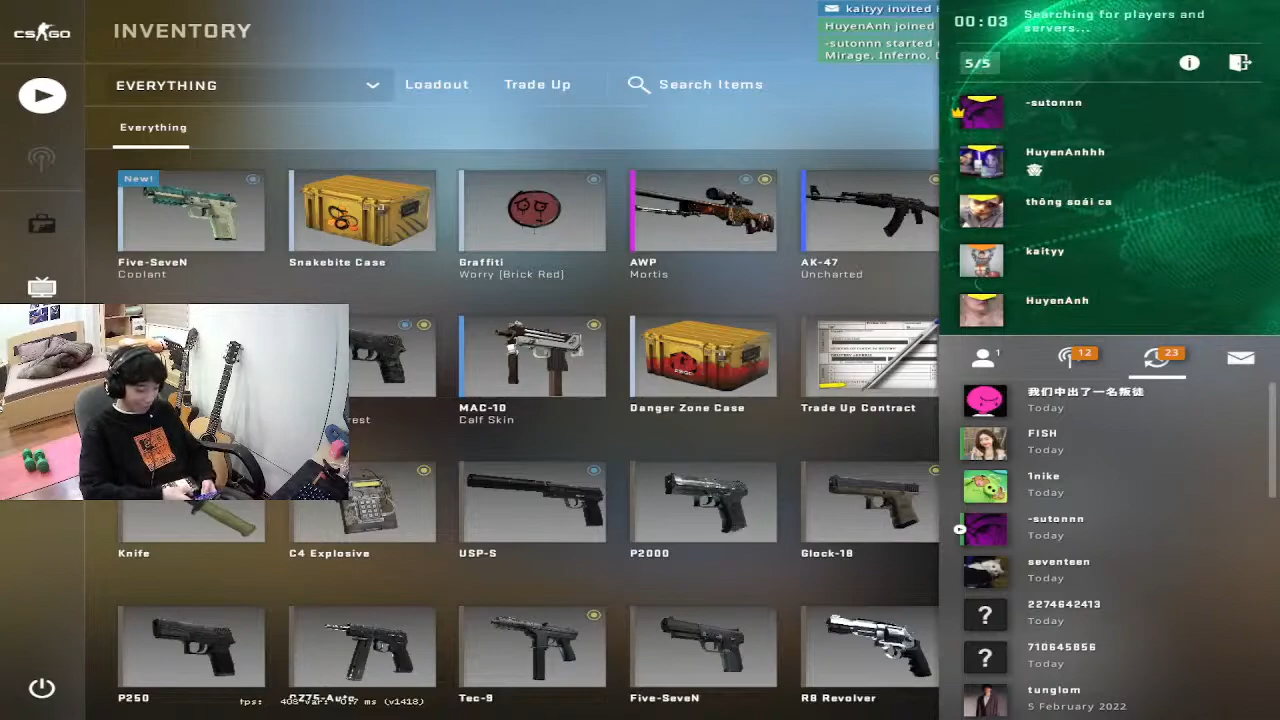 CS GO
INVENTORY
kaityy invited
HuyenAnh joined
-sutonnn started
Mirage, Inferno,
00:03
Searching for players and
servers...
5/5
EVERYTHING
Loadout
Trade Up
Search Items
Everything
-sutonnn
HuyenAnhhh
thông soái ca
kaityy
HuyenAnh
New!
Five-SeveN
Coolant
Snakebite Case
Graffiti
Worry (Brick Red)
AWP
Mortis
AK-47
Uncharted
1
12
23
MAC-10
Calf Skin
Danger Zone Case
Trade Up Contract
我们中出了一名叛徒
Today
FISH
Today
1nike
Today
-sutonnn
Today
seventeen
Today
2274642413
Today
710645856
Today
tunglom
5 February 2022
Knife
C4 Explosive
USP-S
P2000
Glock-18
P250
CZ75-Auto
Tec-9
Five-SeveN
R8 Revolver